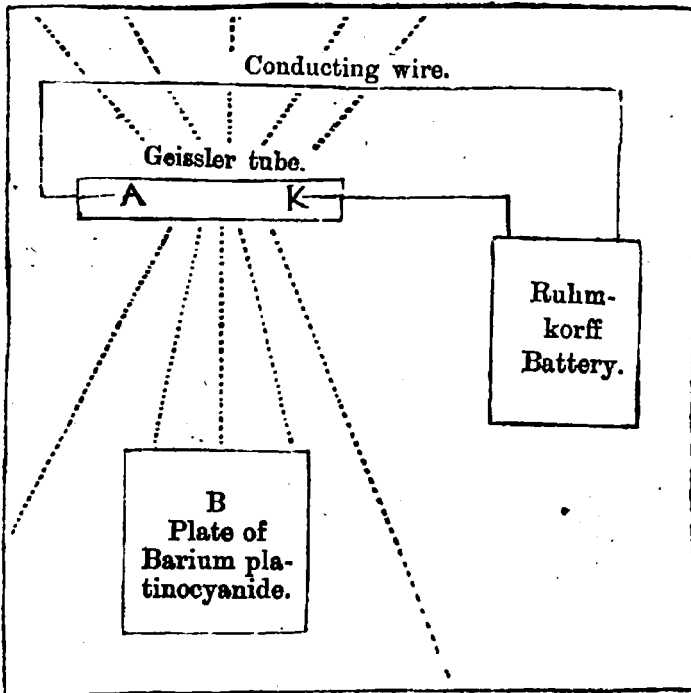 Conducting wire.
Geissler tube.
A K
Ruhm-
korff
Battery.
B
Plate of
Barium pla-
tinocyanide.